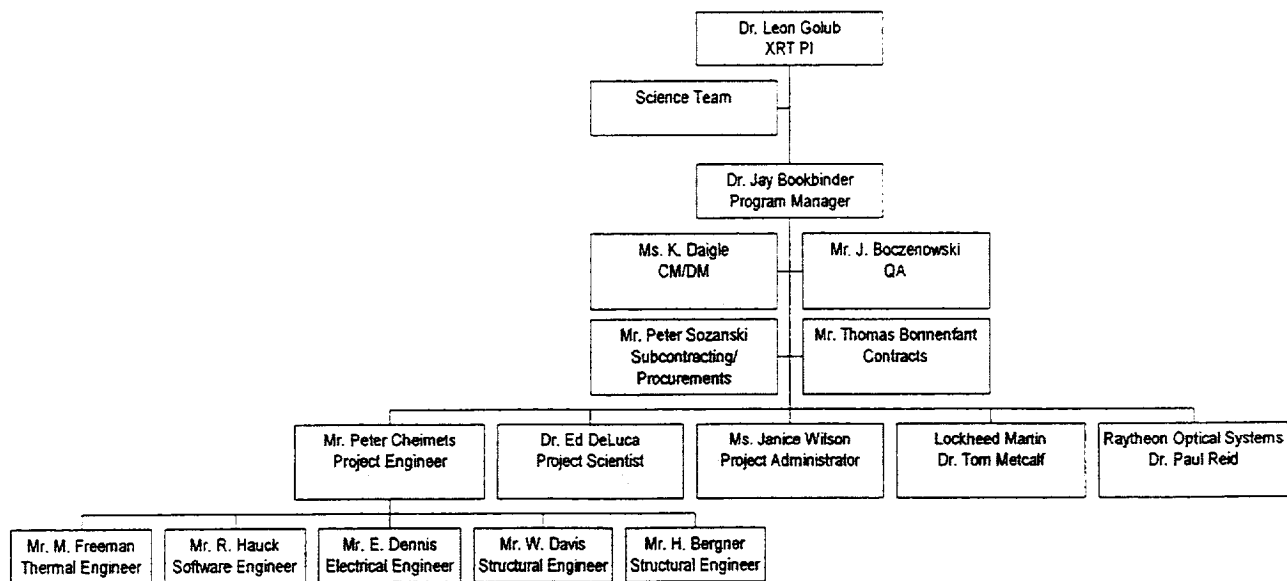 Dr. Leon Golub
XRT PI
Science Team
Dr. Jay Bookbinder
Program Manager
Ms. K. Daigle
CM/DM
Mr. J. Boczenowski
QA
Mr. Peter Sozanski
Subcontracting/
Procurements
Mr. Thomas Bonnenfant
Contracts
Mr. Peter Cheimets
Project Engineer
Dr. Ed DeLuca
Project Scientist
Ms. Janice Wilson
Project Administrator
Lockheed Martin
Dr. Tom Metcalf
Raytheon Optical Systems
Dr. Paul Reid
Mr. M. Freeman
Thermal Engineer
Mr. R. Hauck
Software Engineer
Mr. E. Dennis
Electrical Engineer
Mr. W. Davis
Structural Engineer
Mr. H. Bergner
Structural Engineer